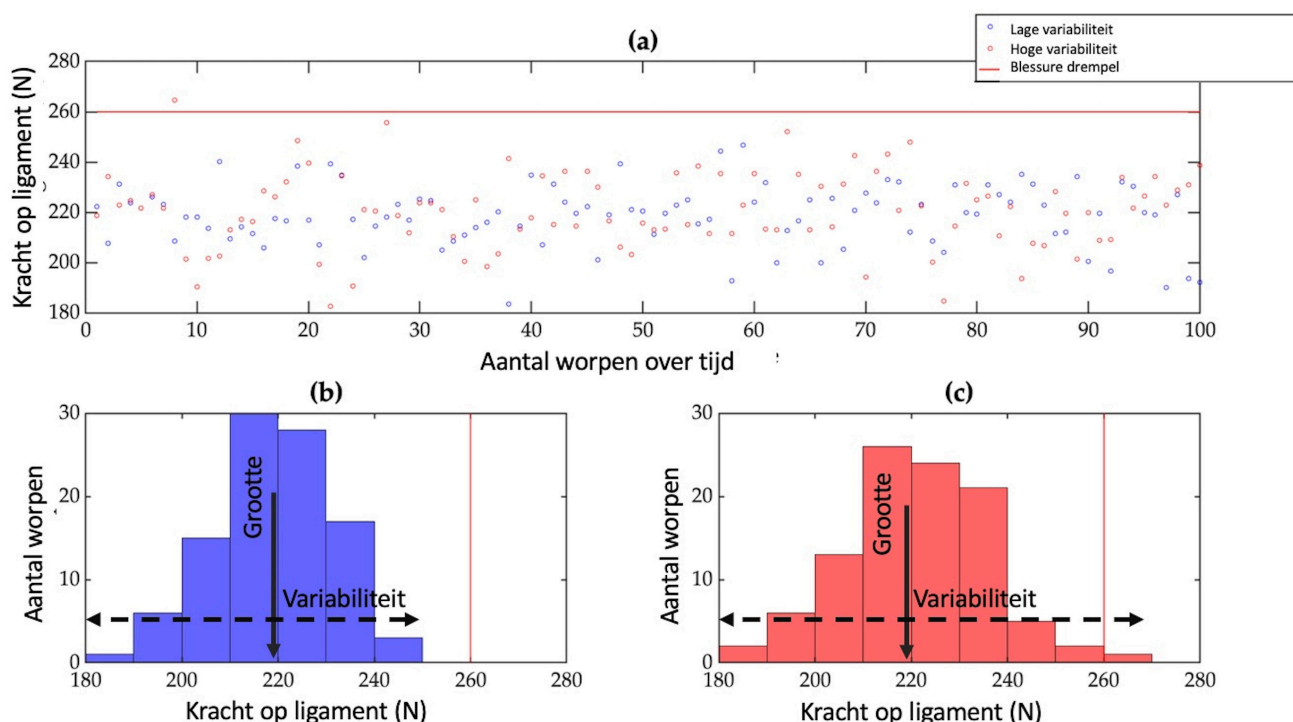 (a)
Lage variabiliteit
Hoge variabiliteit
Blessure drempel
Kracht op ligament (N)
280
260
240
220
200
180
0 10 20 30 40 50 60 70 80 90 100
Aantal worpen over tijd
(b)
Aantal worpen
30
20
10
0
Grootte
Variabiliteit
180 200 220 240 260 280
Kracht op ligament (N)
(c)
Aantal worpen
30
20
10
0
Grootte
Variabiliteit
180 200 220 240 260 280
Kracht op ligament (N)